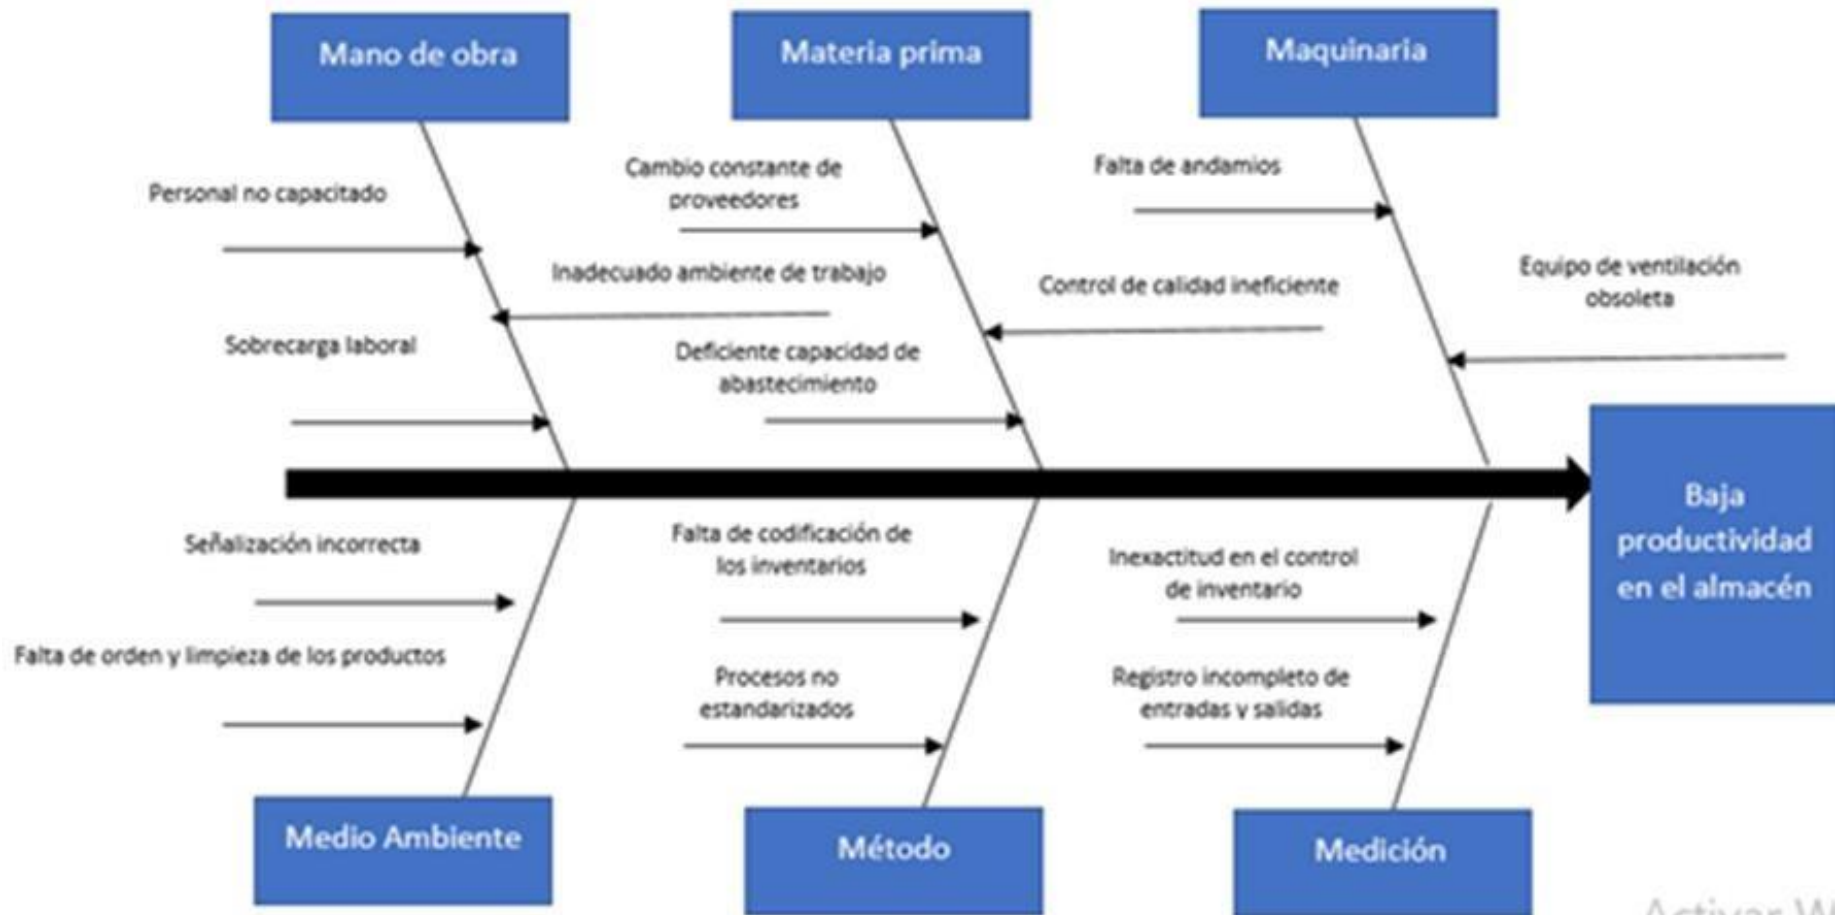 Mano de obra
Materia prima
Maquinaria
Personal no capacitado
Cambio constante de
proveedores
Falta de andamios
Inadecuado ambiente de trabajo
Control de calidad ineficiente
Equipo de ventilación
obsoleta
Sobrecarga laboral
Deficiente capacidad de
abastecimiento
Baja
productividad
en el almacén
Señalización incorrecta
Falta de codificación de
los inventarios
Inexactitud en el control
de inventario
Falta de orden y limpieza de los productos
Procesos no
estandarizados
Registro incompleto de
entradas y salidas
Medio Ambiente
Método
Medición
Activar W